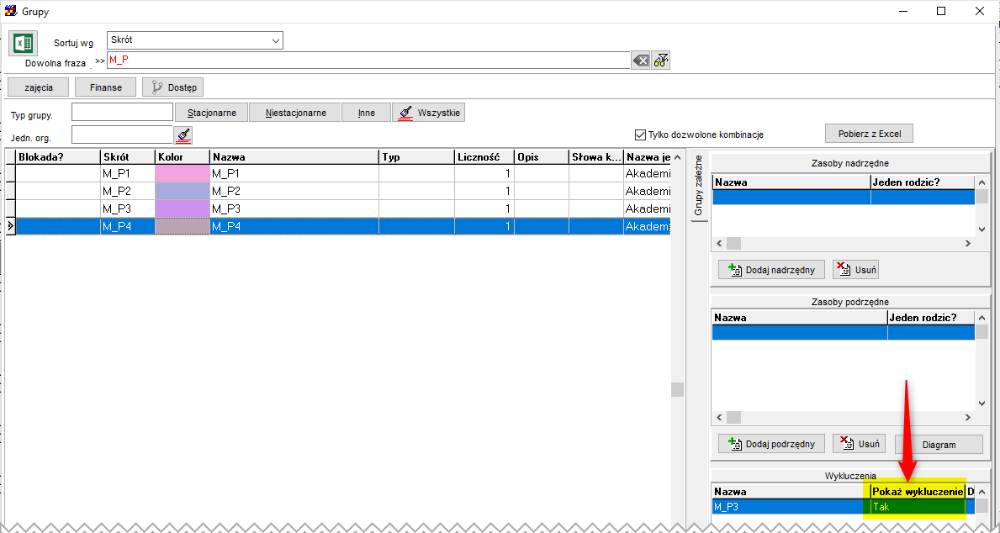 Grupy
Sortuj wg Skrót
Dowolna fraza >> M_P
zajęcia Finanse Dostęp
Typ grupy. Stacjonarne Niestacjonarne Inne Wszystkie
Jedn. org. Tylko dozwolone kombinacje Pobierz z Excel
Blokada? Skrót Kolor Nazwa Typ Liczność Opis Słowa k... Nazwa je
M_P1 M_P1 1 Akademi
M_P2 M_P2 1 Akademi
M_P3 M_P3 1 Akademi
M_P4 M_P4 1 Akademi
Grupy zależne
Zasoby nadrzędne
Nazwa Jeden rodzic?
Dodaj nadrzędny Usuń
Zasoby podrzędne
Nazwa Jeden rodzic?
Dodaj podrzędny Usuń Diagram
Wykluczenia
Nazwa Pokaż wykluczenie D
M_P3 Tak